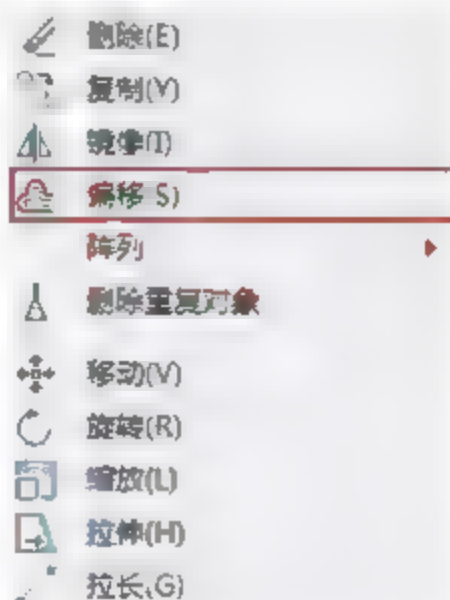 删除(E)
复制(Y)
镜像(I)
偏移(S)
阵列
删除重复对象
移动(V)
旋转(R)
缩放(L)
拉伸(H)
拉长(G)